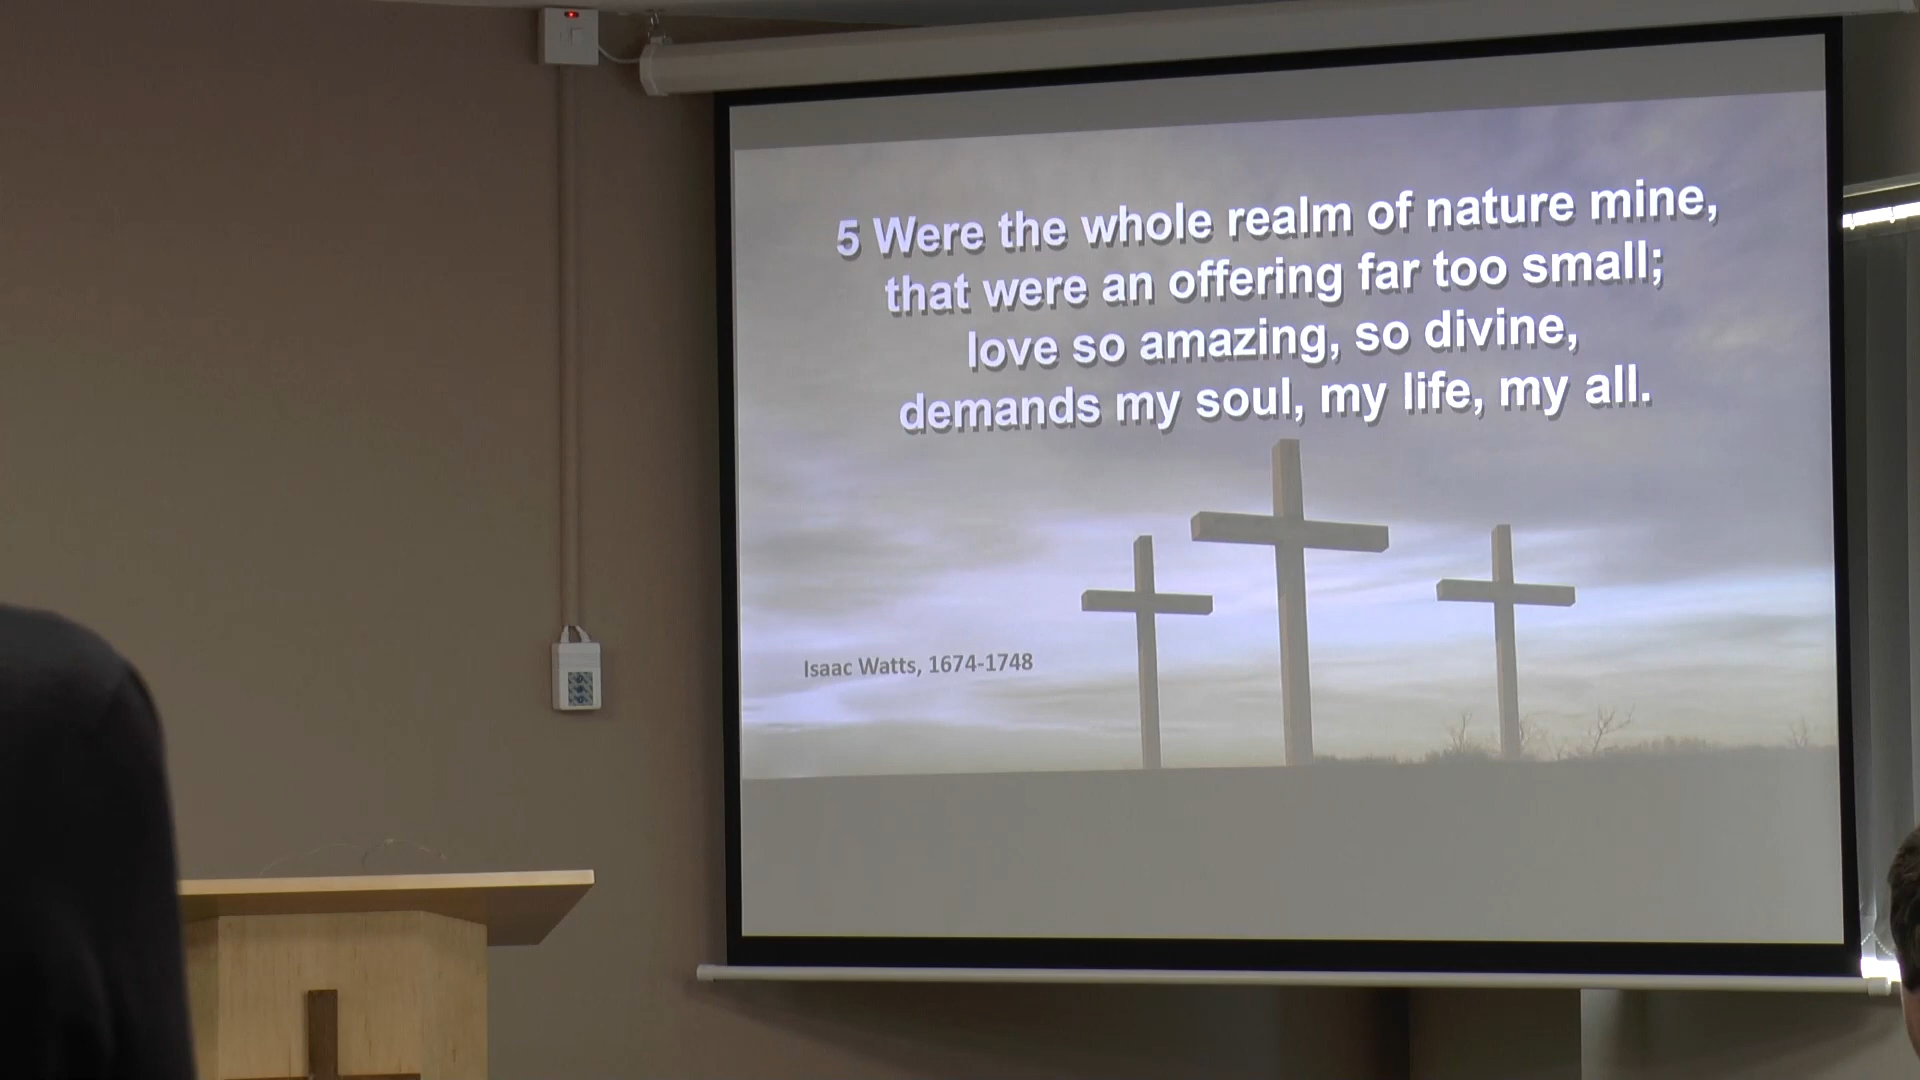 5 Were the whole realm of nature mine,
that were an offering far too small;
love so amazing, so divine,
demands my soul, my life, my all.
Isaac Watts, 1674-1748